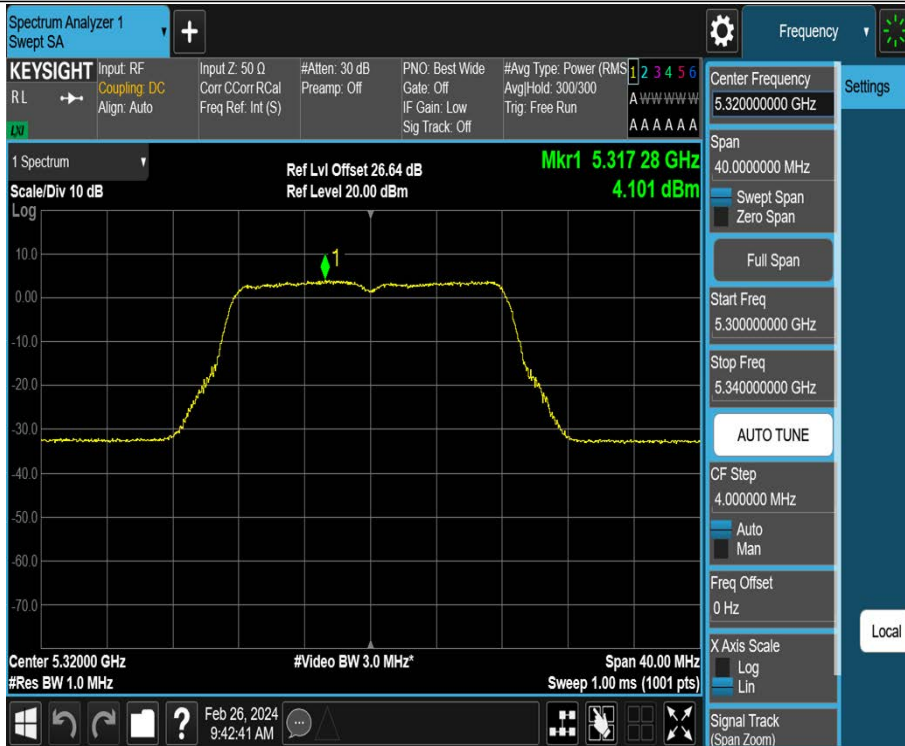 Spectrum Analyzer 1
Swept SA
+
Frequency
KEYSIGHT
RL
LXI
Input: RF
Coupling: DC
Align: Auto
Input Z: 50 Ω
Corr CCorr RCal
Freq Ref: Int (S)
#Atten: 30 dB
Preamp: Off
PNO: Best Wide
Gate: Off
IF Gain: Low
Sig Track: Off
#Avg Type: Power (RMS
Avg|Hold: 300/300
Trig: Free Run
1 2 3 4 5 6
A W W W W W
A A A A A A
1 Spectrum
Scale/Div 10 dB
Log
Ref Lvl Offset 26.64 dB
Ref Level 20.00 dBm
Mkr1 5.317 28 GHz
4.101 dBm
1
10.0
0.00
-10.0
-20.0
-30.0
-40.0
-50.0
-60.0
-70.0
Center 5.32000 GHz
#Res BW 1.0 MHz
#Video BW 3.0 MHz*
Span 40.00 MHz
Sweep 1.00 ms (1001 pts)
?
Feb 26, 2024
9:42:41 AM
Center Frequency
5.320000000 GHz
Span
40.0000000 MHz
Swept Span
Zero Span
Full Span
Start Freq
5.300000000 GHz
Stop Freq
5.340000000 GHz
AUTO TUNE
CF Step
4.000000 MHz
Auto
Man
Freq Offset
0 Hz
X Axis Scale
Log
Lin
Signal Track
(Span Zoom)
Settings
Local